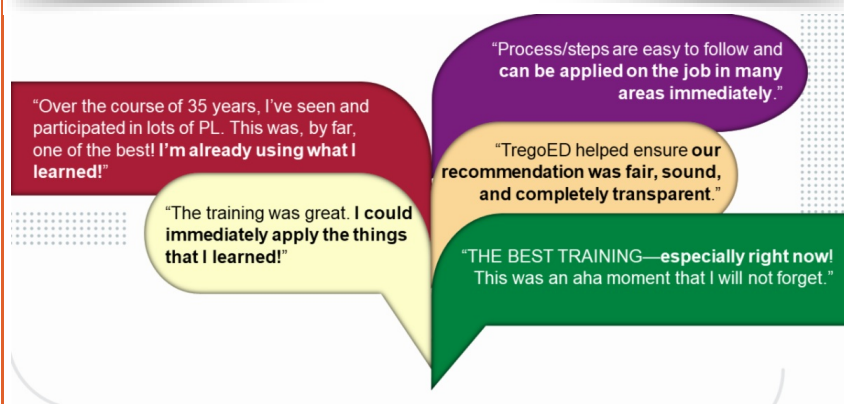 “Over the course of 35 years, I’ve seen and
participated in lots of PL. This was, by far,
one of the best! I’m already using what I
learned!”
“The training was great. I could
immediately apply the things
that I learned!”
“Process/steps are easy to follow and
can be applied on the job in many
areas immediately.”
“TregoED helped ensure our
recommendation was fair, sound,
and completely transparent.”
“THE BEST TRAINING—especially right now!
This was an aha moment that I will not forget.”